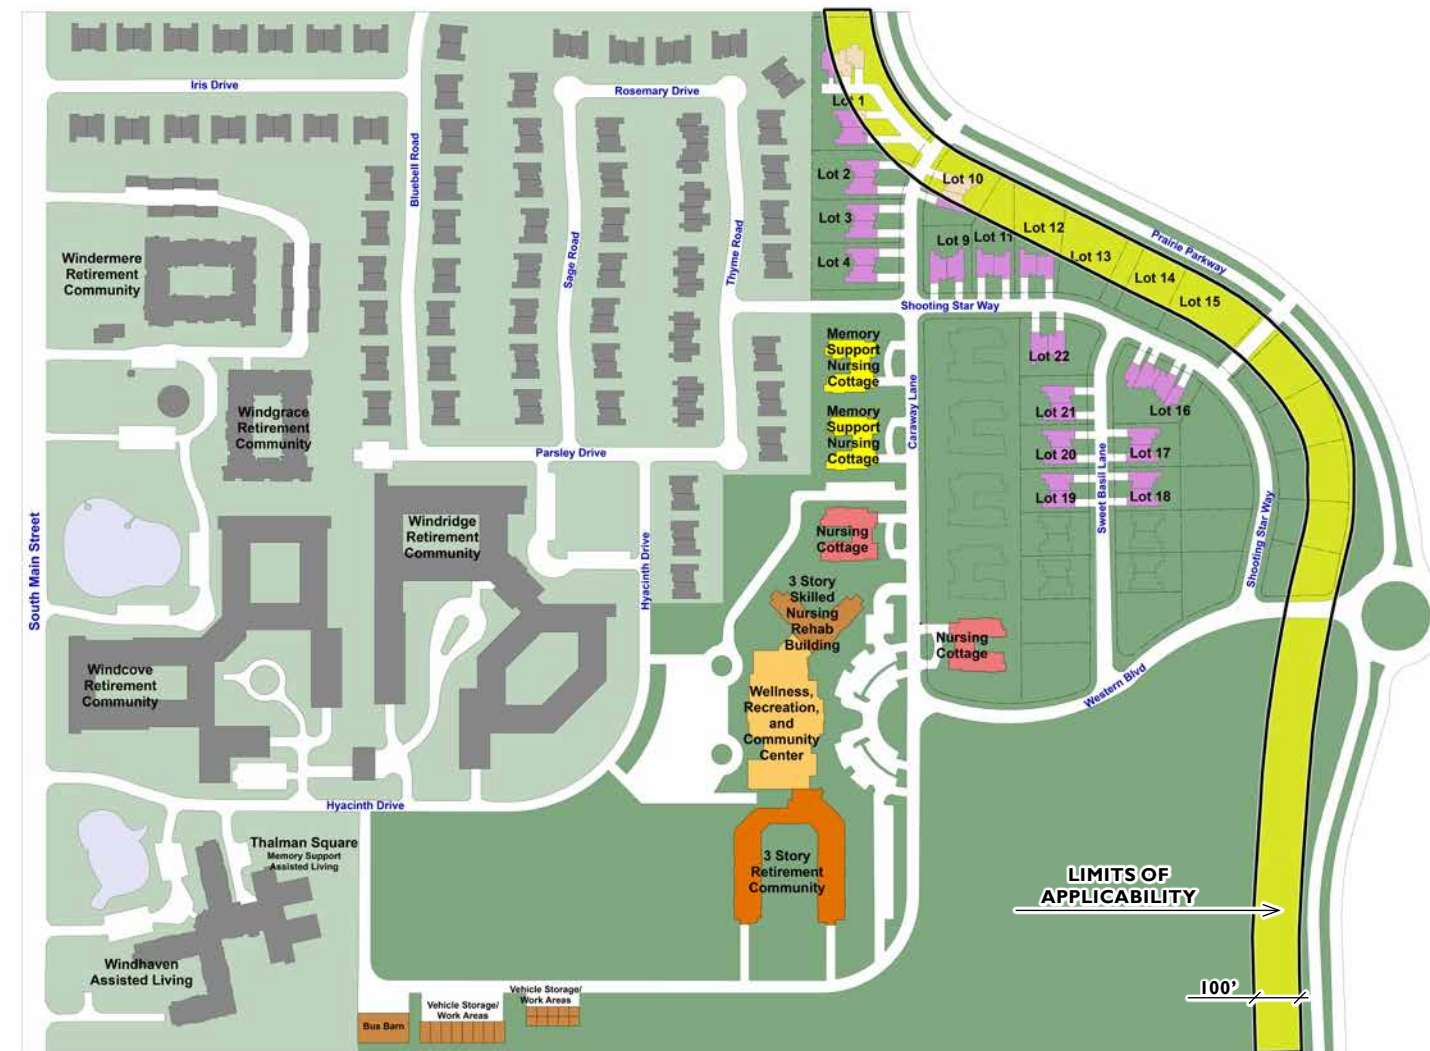 Iris Drive
Rosemary Drive
Bluebell Road
Sage Road
Thyme Road
Lot 1
Lot 2
Lot 3
Lot 4
Lot 10
Lot 9
Lot 11
Lot 12
Lot 13
Lot 14
Lot 15
Prairie Parkway
Shooting Star Way
Windermere
Retirement
Community
Memory
Support
Nursing
Cottage
Memory
Support
Nursing
Cottage
Caraway Lane
Lot 22
Lot 21
Lot 20
Lot 19
Lot 16
Lot 17
Lot 18
Sweet Basil Lane
Shooting Star Way
Windgrace
Retirement
Community
Parsley Drive
South Main Street
Windridge
Retirement
Community
Hyacinth Drive
Nursing
Cottage
3 Story
Skilled
Nursing
Rehab
Building
Nursing
Cottage
Western Blvd
Windcove
Retirement
Community
Wellness,
Recreation,
and
Community
Center
Hyacinth Drive
Thalman Square
Memory Support
Assisted Living
3 Story
Retirement
Community
LIMITS OF
APPLICABILITY
Windhaven
Assisted Living
100'
Vehicle Storage/
Work Areas
Vehicle Storage/
Work Areas
Bus Barn